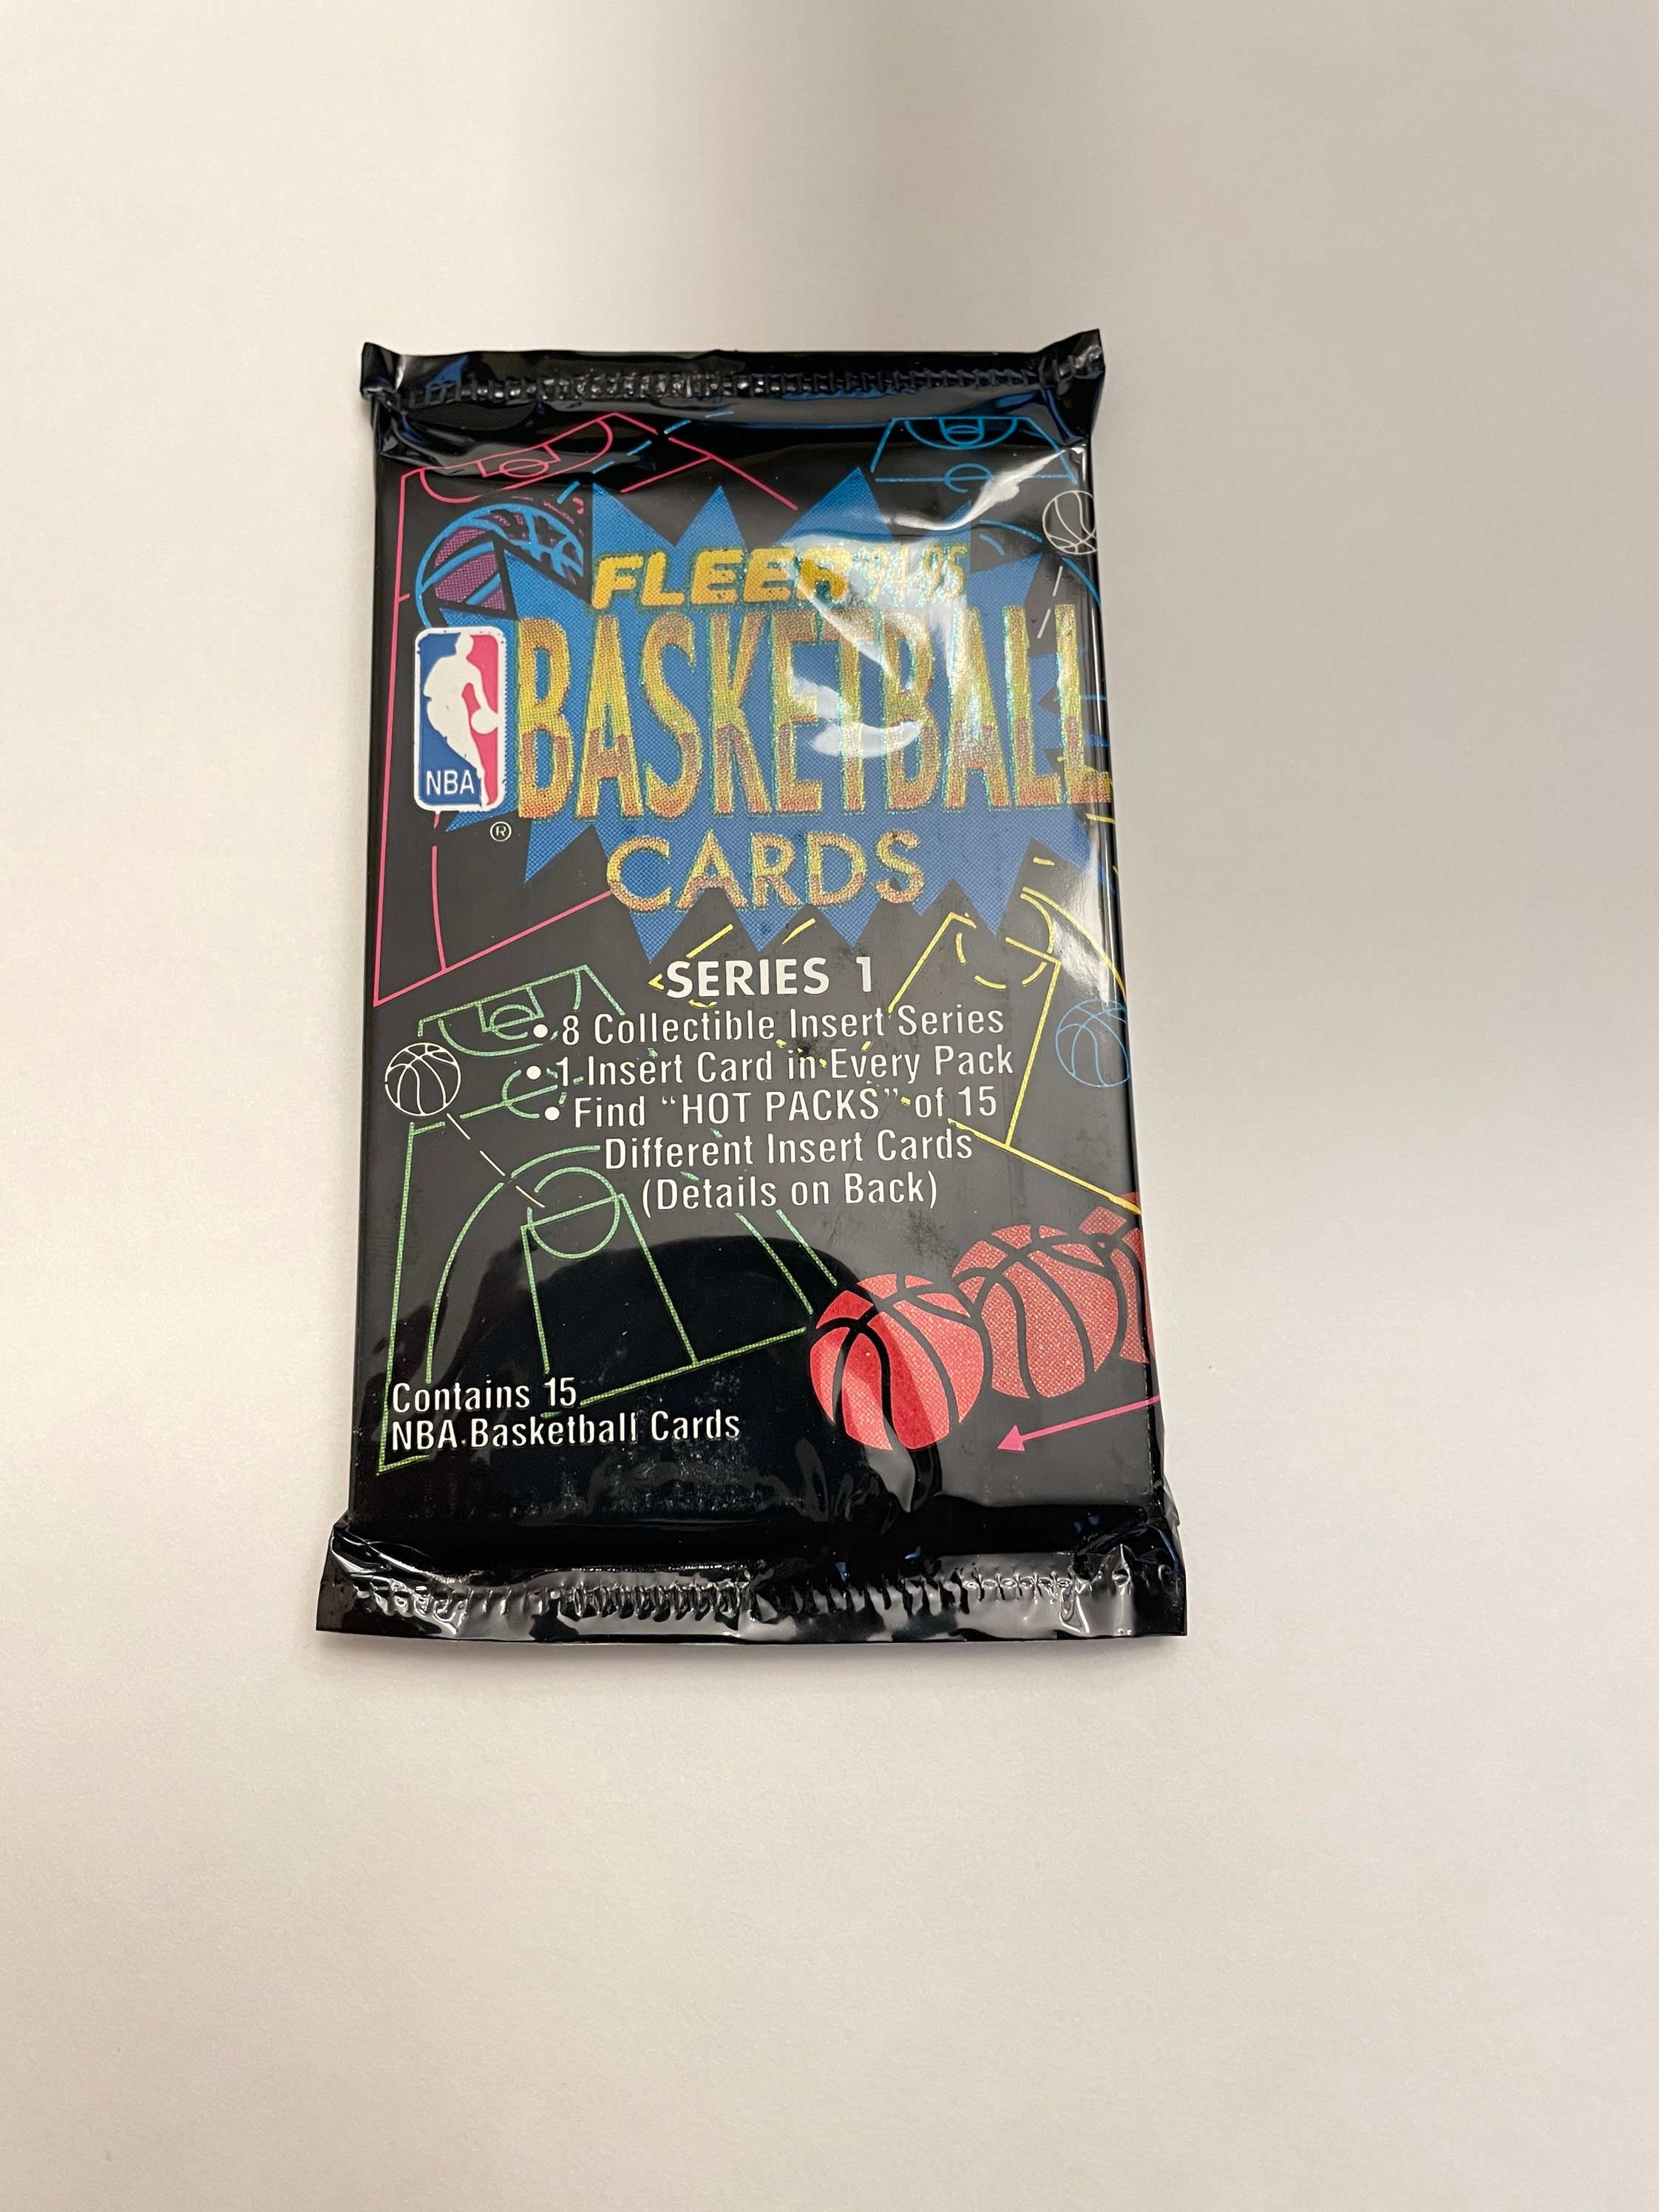 FLEER '94-95
BASKETBALL
NBA
®
CARDS
SERIES 1
• 8 Collectible Insert Series
• 1 Insert Card in Every Pack
• Find “HOT PACKS” of 15
Different Insert Cards
(Details on Back)
Contains 15
NBA Basketball Cards